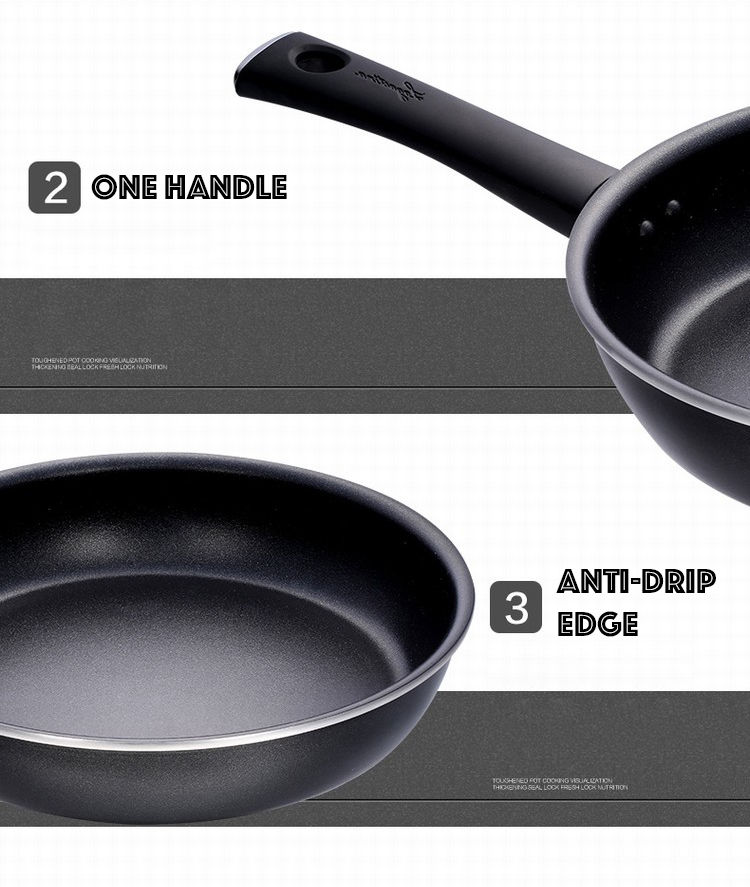 2
ONE HANDLE
TOUGHENED POT COOKING VISUALIZATION
THICKENING SEAL LOCK FRESH LOCK NUTRITION
3
ANTI-DRIP
EDGE
TOUGHENED POT COOKING VISUALIZATION
THICKENING SEAL LOCK FRESH LOCK NUTRITION